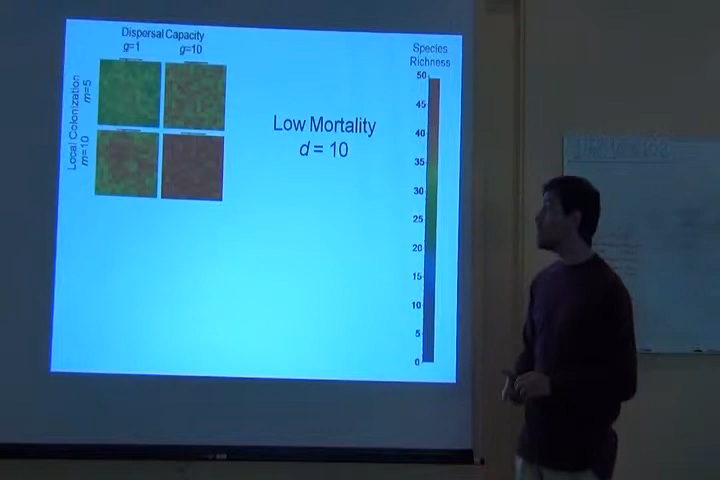 Dispersal Capacity
g=1 g=10
Local Colonization
m=5
m=10
Low Mortality
d = 10
Species
Richness
50
45
40
35
30
25
20
15
10
5
0